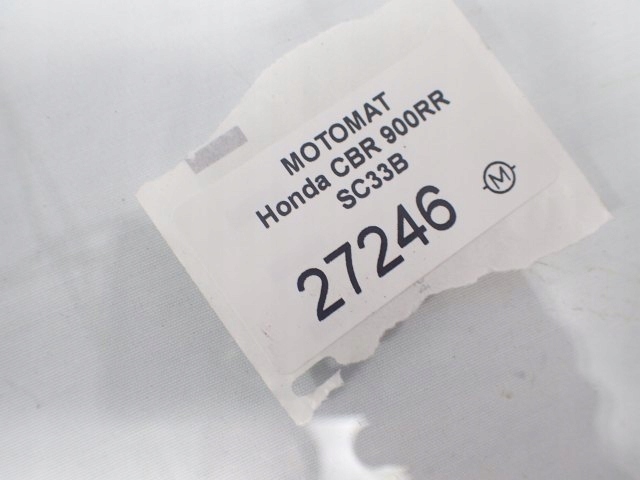 MOTOMAT
Honda CBR 900RR
SC33B
27246
M